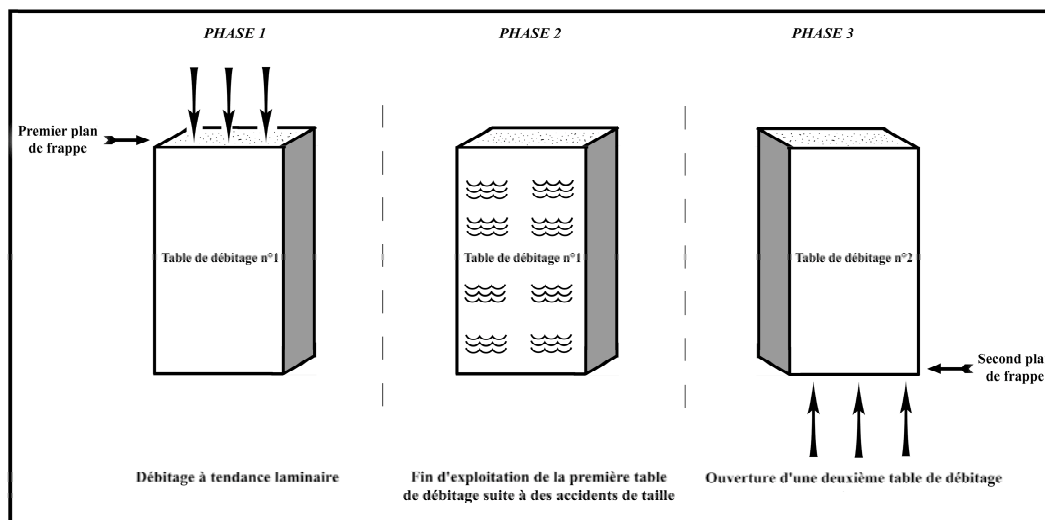 PHASE 1
PHASE 2
PHASE 3
Premier plan
de frappe
Table de débitage n°1
Table de débitage n°1
Table de débitage n°2
Second plan
de frappe
Débitage à tendance laminaire
Fin d'exploitation de la première table
de débitage suite à des accidents de taille
Ouverture d'une deuxième table de débitage